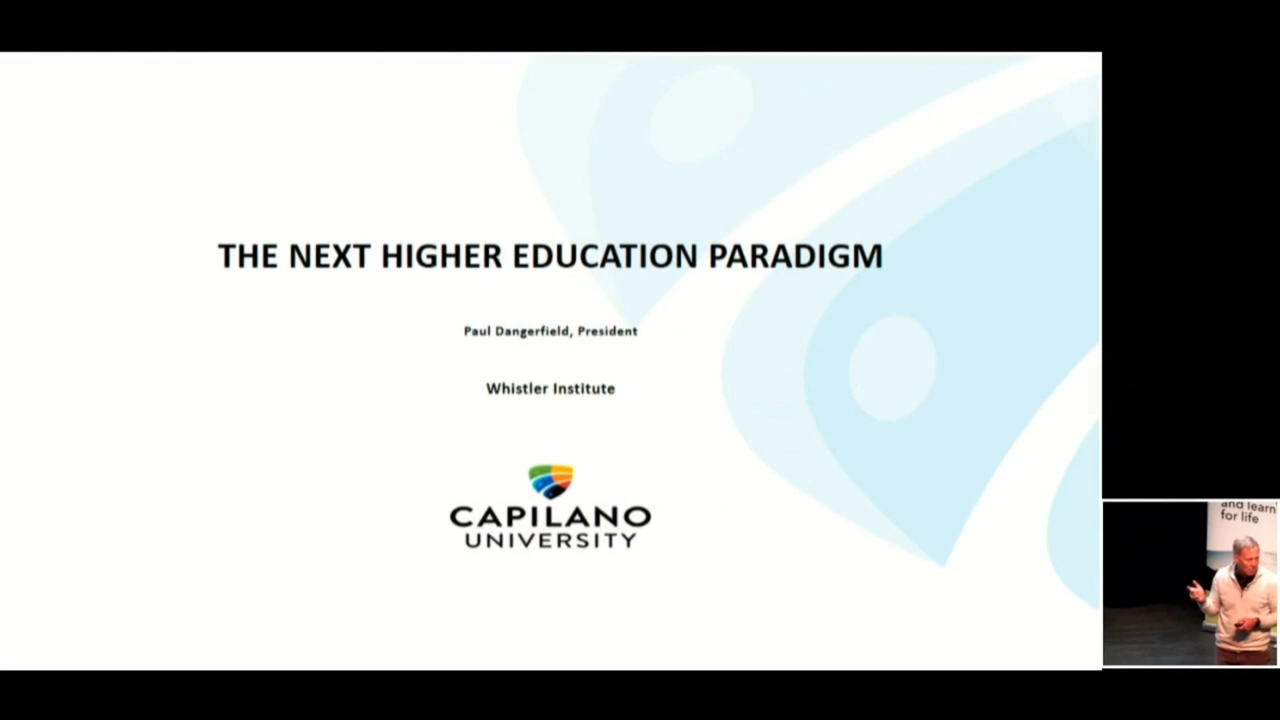 THE NEXT HIGHER EDUCATION PARADIGM
Paul Dangerfield, President
Whistler Institute
CAPILANO
UNIVERSITY
and learn
for life